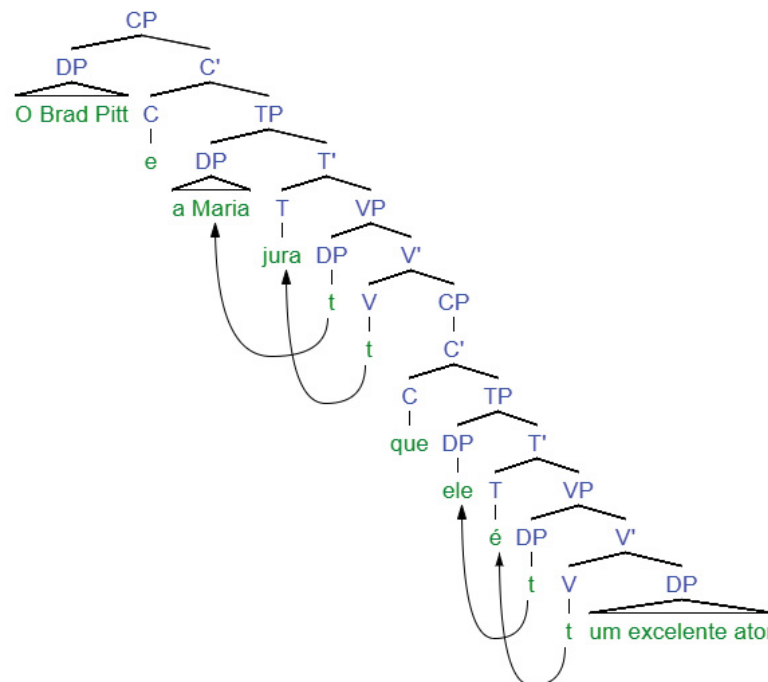 CP
DP C'
O Brad Pitt C TP
e DP T'
a Maria T VP
jura DP V'
t V CP
t C'
C TP
que DP T'
ele T VP
é DP V'
t V DP
t um excelente ator